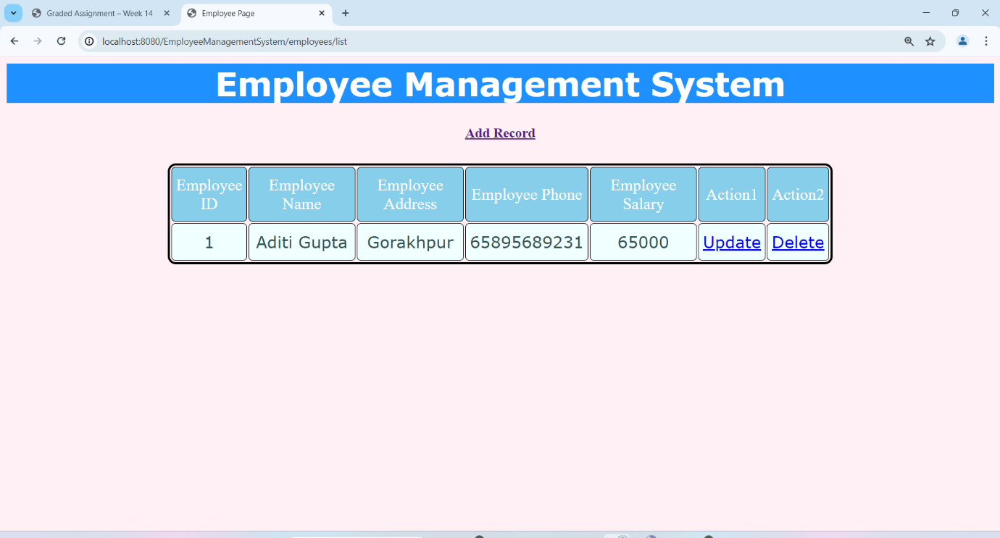 Graded Assignment – Week 14
Employee Page
localhost:8080/EmployeeManagementSystem/employees/list
Employee Management System
Add Record
Employee ID
Employee Name
Employee Address
Employee Phone
Employee Salary
Action1
Action2
1
Aditi Gupta
Gorakhpur
65895689231
65000
Update
Delete